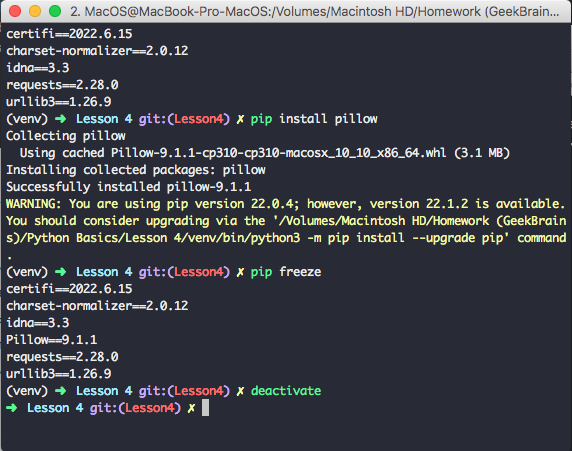 2. MacOS@MacBook-Pro-MacOS:/Volumes/Macintosh HD/Homework (GeekBrain...
certifi==2022.6.15
charset-normalizer==2.0.12
idna==3.3
requests==2.28.0
urllib3==1.26.9
(venv) ➜ Lesson 4 git:(Lesson4) ✗ pip install pillow
Collecting pillow
  Using cached Pillow-9.1.1-cp310-cp310-macosx_10_10_x86_64.whl (3.1 MB)
Installing collected packages: pillow
Successfully installed pillow-9.1.1
WARNING: You are using pip version 22.0.4; however, version 22.1.2 is available.
You should consider upgrading via the '/Volumes/Macintosh HD/Homework (GeekBrain
s)/Python Basics/Lesson 4/venv/bin/python3 -m pip install --upgrade pip' command
.
(venv) ➜ Lesson 4 git:(Lesson4) ✗ pip freeze
certifi==2022.6.15
charset-normalizer==2.0.12
idna==3.3
Pillow==9.1.1
requests==2.28.0
urllib3==1.26.9
(venv) ➜ Lesson 4 git:(Lesson4) ✗ deactivate
➜ Lesson 4 git:(Lesson4) ✗